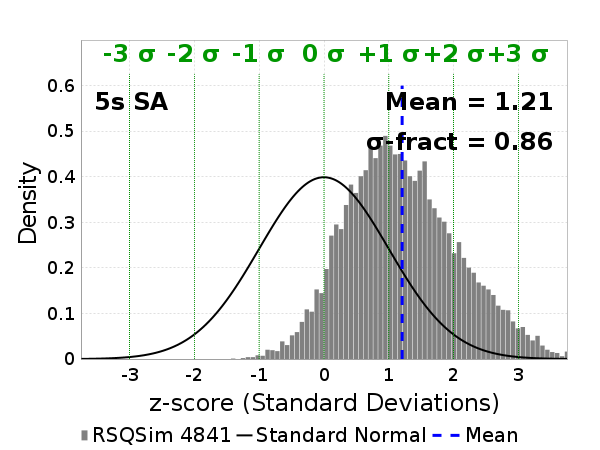 -3 σ -2 σ -1 σ 0 σ +1 σ +2 σ +3 σ
0.6
5s SA
Mean = 1.21
0.5
σ-fract = 0.86
0.4
0.3
0.2
0.1
0
Density
-3 -2 -1 0 1 2 3
z-score (Standard Deviations)
RSQSim 4841 Standard Normal Mean